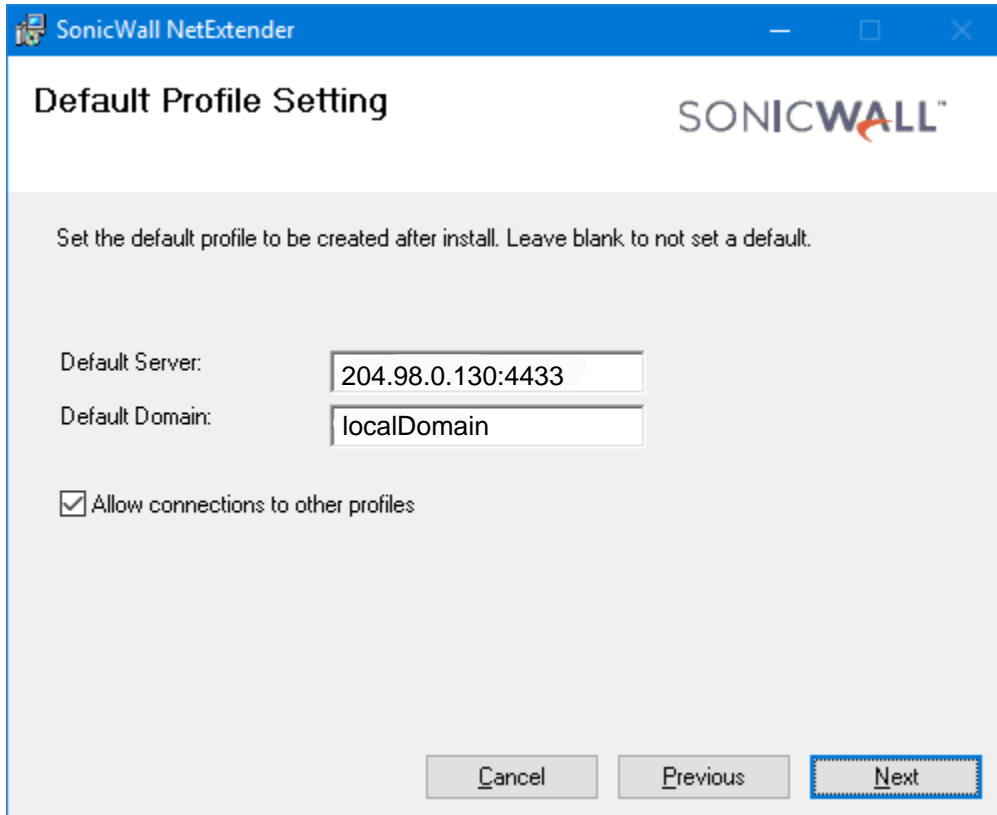 SonicWall NetExtender
Default Profile Setting
SONICWALL™
Set the default profile to be created after install. Leave blank to not set a default.
Default Server: 204.98.0.130:4433
Default Domain: localDomain
Allow connections to other profiles
Cancel Previous Next